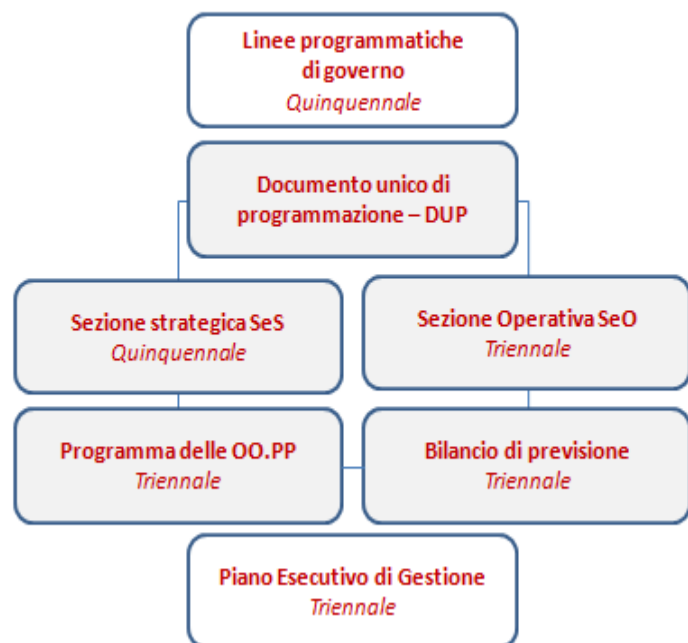 Linee programmatiche
di governo
Quinquennale
Documento unico di
programmazione – DUP
Sezione strategica SeS
Quinquennale
Sezione Operativa SeO
Triennale
Programma delle OO.PP
Triennale
Bilancio di previsione
Triennale
Piano Esecutivo di Gestione
Triennale